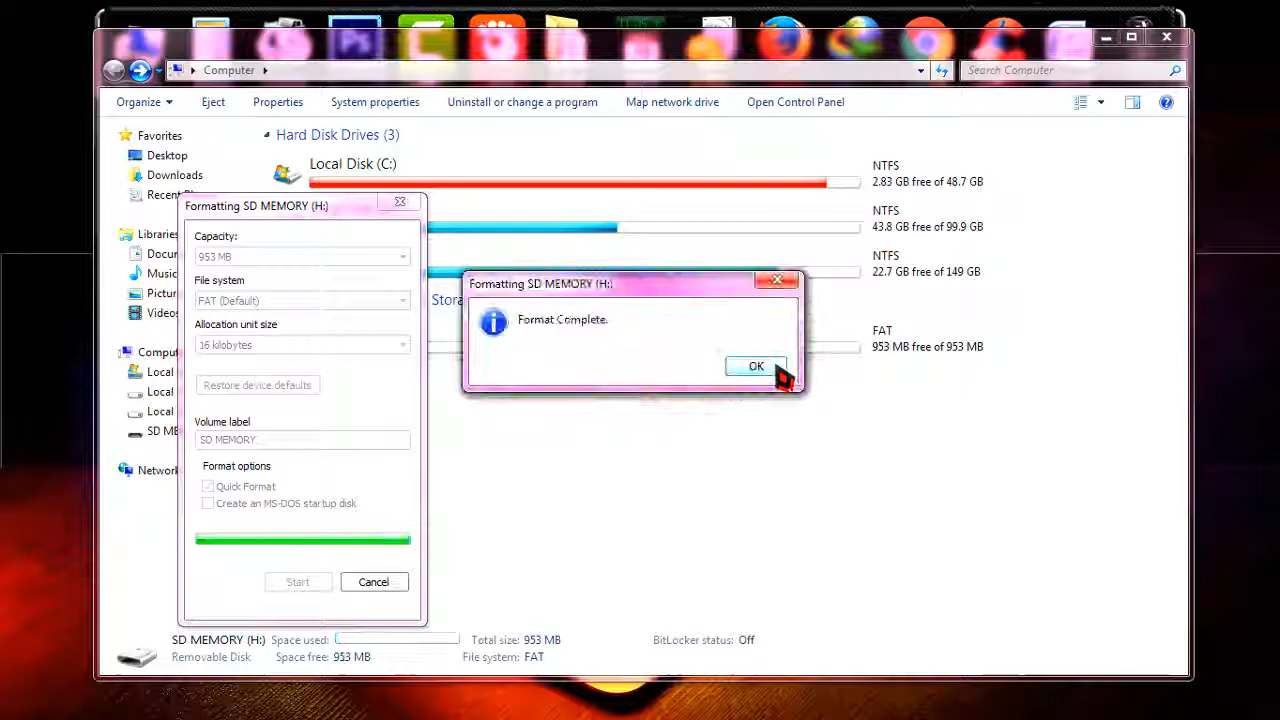 Computer
Search Computer
Organize
Eject
Properties
System properties
Uninstall or change a program
Map network drive
Open Control Panel
Favorites
Desktop
Downloads
Libraries
Music
Videos
Network
Hard Disk Drives (3)
Local Disk (C:)
NTFS
2.83 GB free of 48.7 GB
NTFS
43.8 GB free of 99.9 GB
NTFS
22.7 GB free of 149 GB
FAT
953 MB free of 953 MB
Formatting SD MEMORY (H:)
Capacity:
953 MB
File system
FAT (Default)
Allocation unit size
16 kilobytes
Restore device defaults
Volume label
SD MEMORY
Format options
Quick Format
Create an MS-DOS startup disk
Start
Cancel
Formatting SD MEMORY (H:)
Format Complete.
OK
SD MEMORY (H:)
Space used:
Total size: 953 MB
BitLocker status: Off
Removable Disk
Space free: 953 MB
File system: FAT